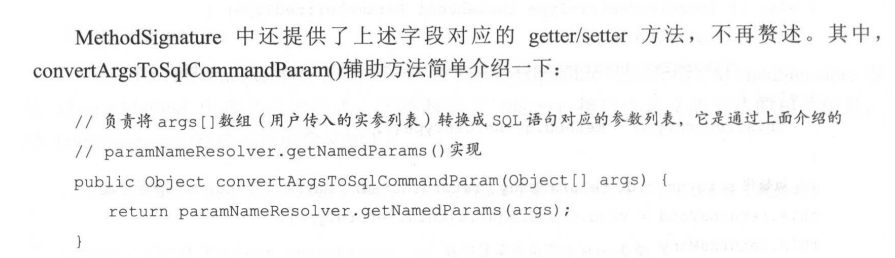 MethodSignature 中还提供了上述字段对应的 getter/setter 方法，不再赘述。其中，
convertArgsToSqlCommandParam()辅助方法简单介绍一下：
// 负责将 args[]数组（用户传入的实参列表）转换成 SQL 语句对应的参数列表，它是通过上面介绍的
// paramNameResolver.getNamedParams()实现
public Object convertArgsToSqlCommandParam(Object[] args) {
return paramNameResolver.getNamedParams(args);
}